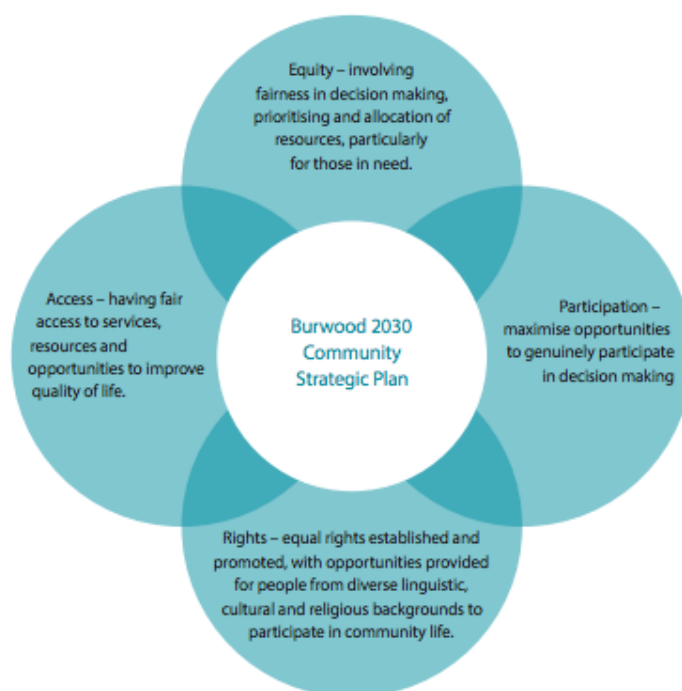 Equity – involving
fairness in decision making,
prioritising and allocation of
resources, particularly
for those in need.
Access – having fair
access to services,
resources and
opportunities to improve
quality of life.
Burwood 2030
Community
Strategic Plan
Participation –
maximise opportunities
to genuinely participate
in decision making
Rights – equal rights established and
promoted, with opportunities provided
for people from diverse linguistic,
cultural and religious backgrounds to
participate in community life.